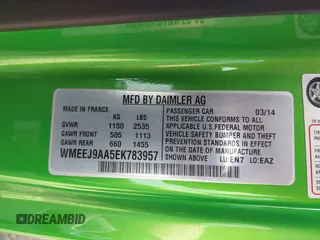 MFD BY DAIMLER AG
MADE IN: FRANCE
KG LBS
GVWR 1150 2535
GAWR FRONT 505 1113
GAWR REAR 660 1455
WMEEJ9AA5EK783957
PASSENGER CAR 03/14
THIS VEHICLE CONFORMS TO ALL
APPLICABLE U.S. FEDERAL MOTOR
VEHICLE SAFETY BUMPER, AND THEFT
PREVENTION STANDARDS IN EFFECT ON
THE DATE OF MANUFACTURE SHOWN ABOVE
LU:EN7 LO:EAZ
DREAMBID